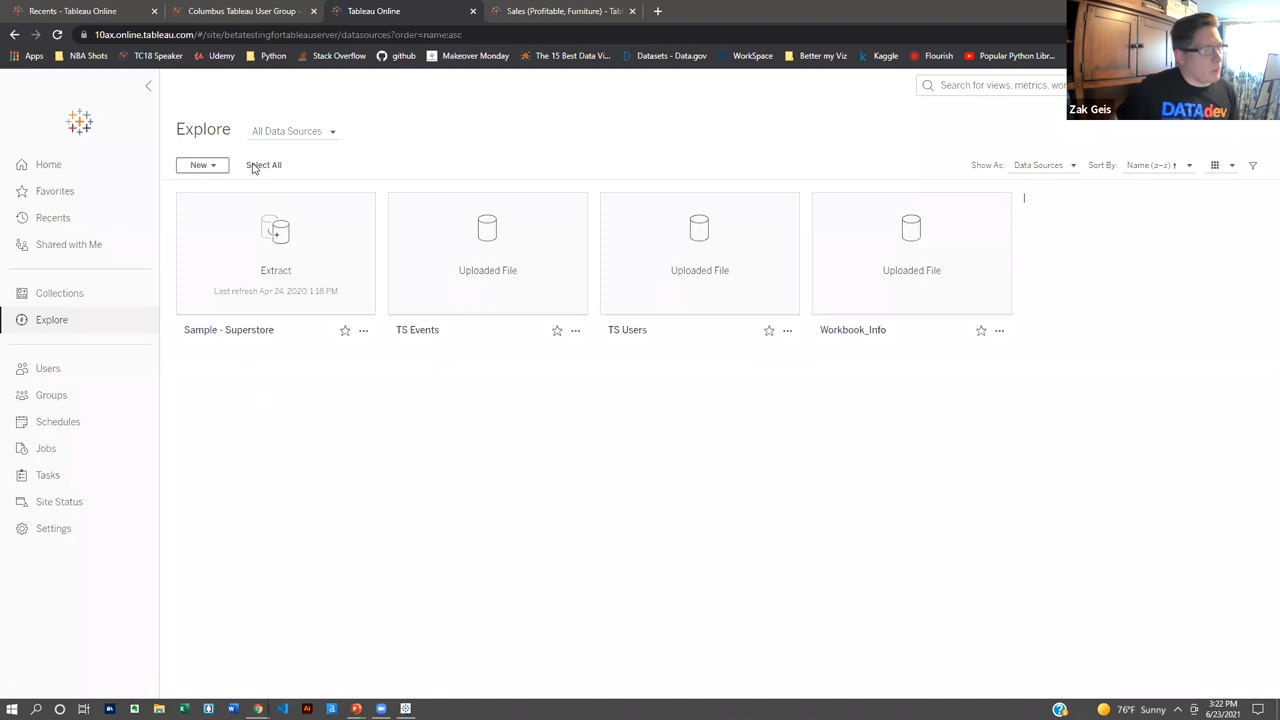 Recents - Tableau Online
Columbus Tableau User Group -
Tableau Online
Sales (Performable, Furniture) - Tabl
10ax.online.tableau.com/#/site/betatestingfortableauserver/datasources?order=name:asc
Apps
NBA Shots
TC18 Speaker
Udemy
Python
Stack Overflow
github
Makeover Monday
The 15 Best Data Vi...
Datasets - Data.gov
WorkSpace
Better my Viz
Kaggle
Flourish
Popular Python Lib...
DATAdev
Zak Geis
Search for views, metrics, wo
Explore
All Data Sources
New
Select All
Show As:
Data Sources
Sort By:
Name (a–z)
Home
Favorites
Recents
Shared with Me
Collections
Explore
Users
Groups
Schedules
Jobs
Tasks
Site Status
Settings
Extract
Last refresh Apr 24, 2020, 1:18 PM
Sample - Superstore
Uploaded File
TS Events
Uploaded File
TS Users
Uploaded File
Workbook_Info
76°F Sunny
3:22 PM
6/23/2021